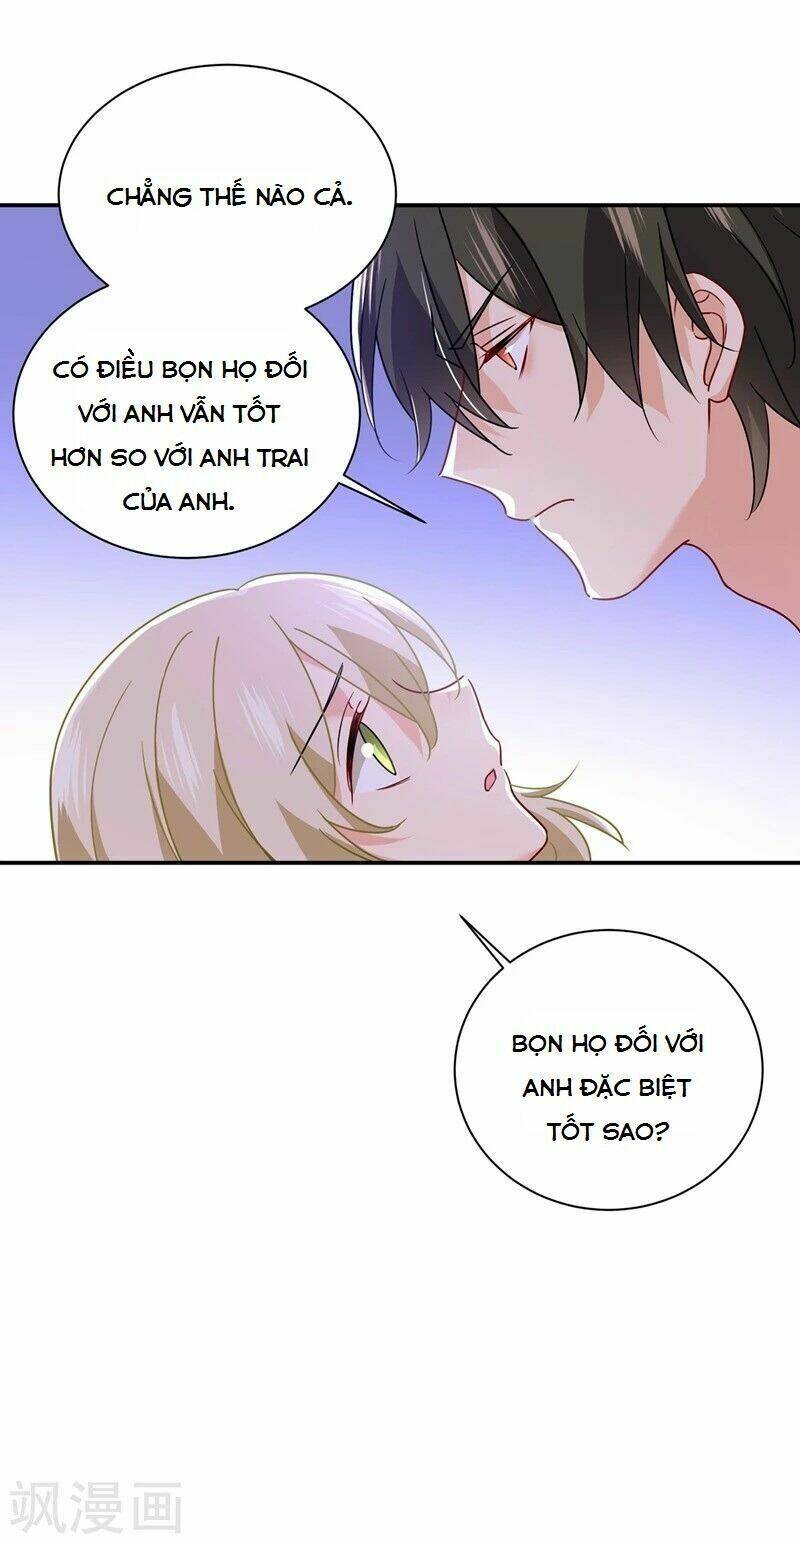 CHẲNG THẾ NÀO CẢ.
CÓ ĐIỀU BỌN HỌ ĐỐI
VỚI ANH VẪN TỐT
HƠN SO VỚI ANH TRAI
CỦA ANH.
BỌN HỌ ĐỐI VỚI
ANH ĐẶC BIỆT
TỐT SAO?
飒漫画